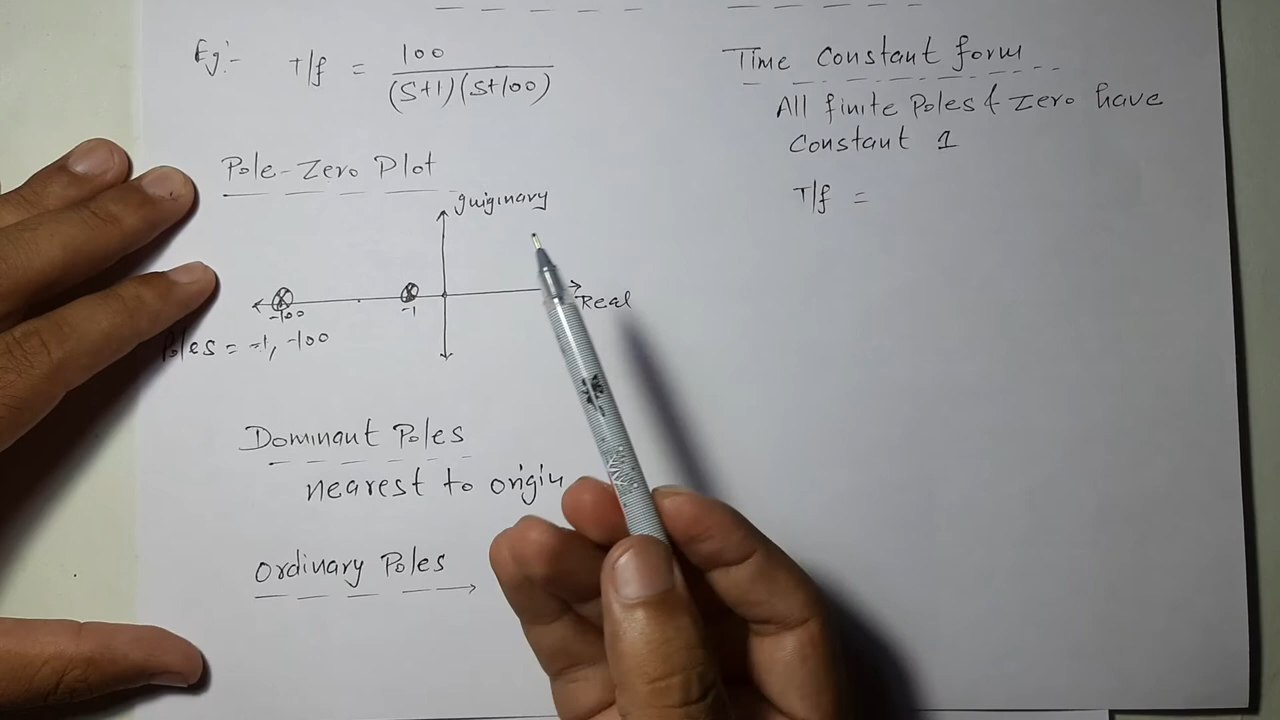 Eg:- T/f = 100 / (S+1)(S+100)
Pole-Zero Plot
Real
-100
-1
Poles = -1, -100
Dominant Poles
nearest to origin
Ordinary Poles
Time Constant form
All finite Poles & Zero have
Constant 1
T/f =